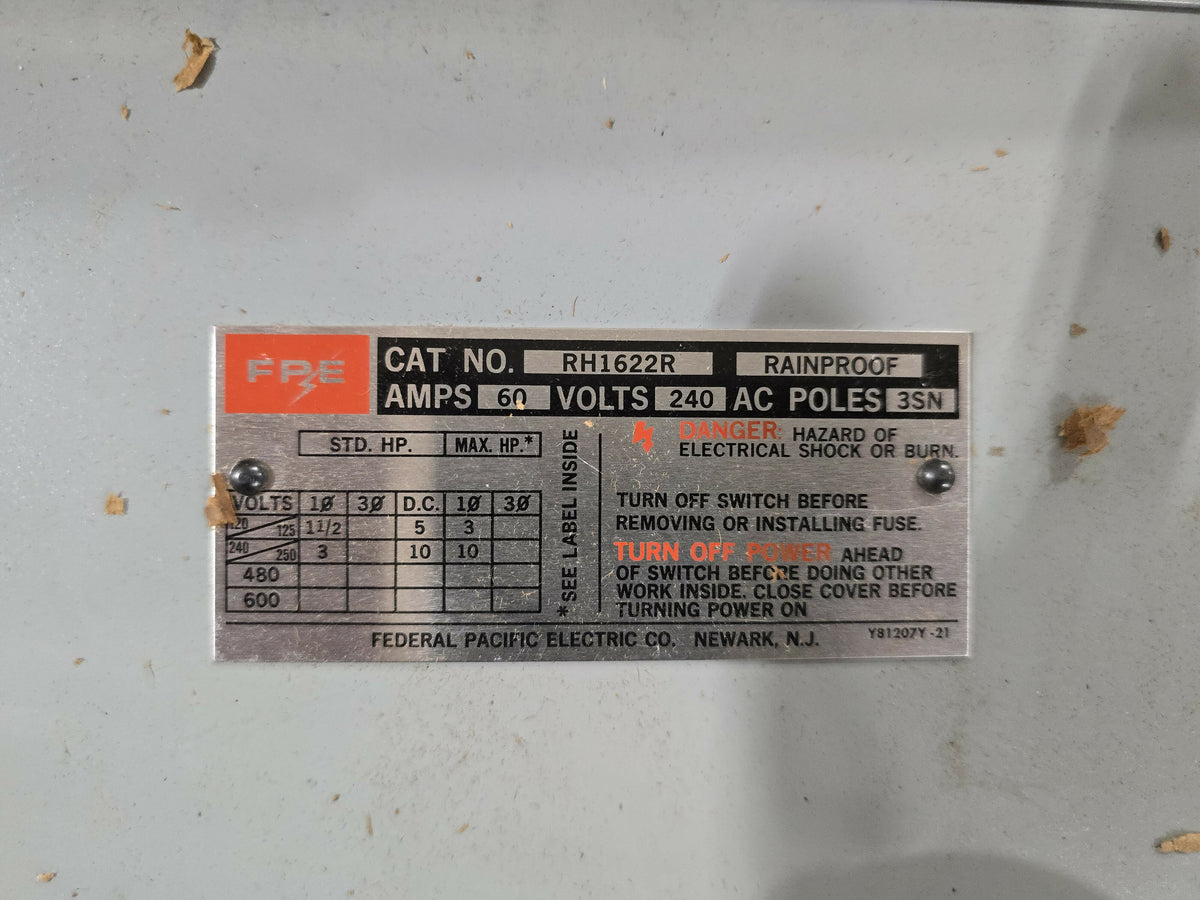 FPE
CAT NO. RH1622R RAINPROOF
AMPS 60 VOLTS 240 AC POLES 3SN
STD. HP. MAX. HP.*
VOLTS 1Ø 3Ø D.C. 1Ø 3Ø
120 125 1 1/2 5 3
240 250 3 10 10
480
600
* SEE LABEL INSIDE
DANGER: HAZARD OF
ELECTRICAL SHOCK OR BURN.
TURN OFF SWITCH BEFORE
REMOVING OR INSTALLING FUSE.
TURN OFF POWER AHEAD
OF SWITCH BEFORE DOING OTHER
WORK INSIDE. CLOSE COVER BEFORE
TURNING POWER ON
FEDERAL PACIFIC ELECTRIC CO. NEWARK, N.J. Y81207Y-21